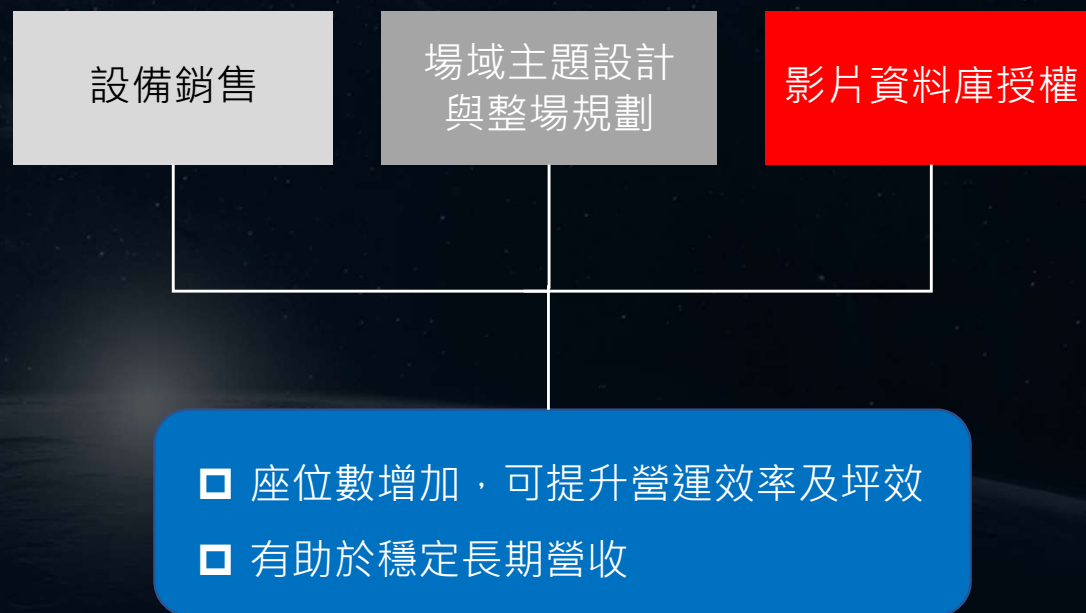 設備銷售
場域主題設計
與整場規劃
影片資料庫授權
座位數增加，可提升營運效率及坪效
有助於穩定長期營收